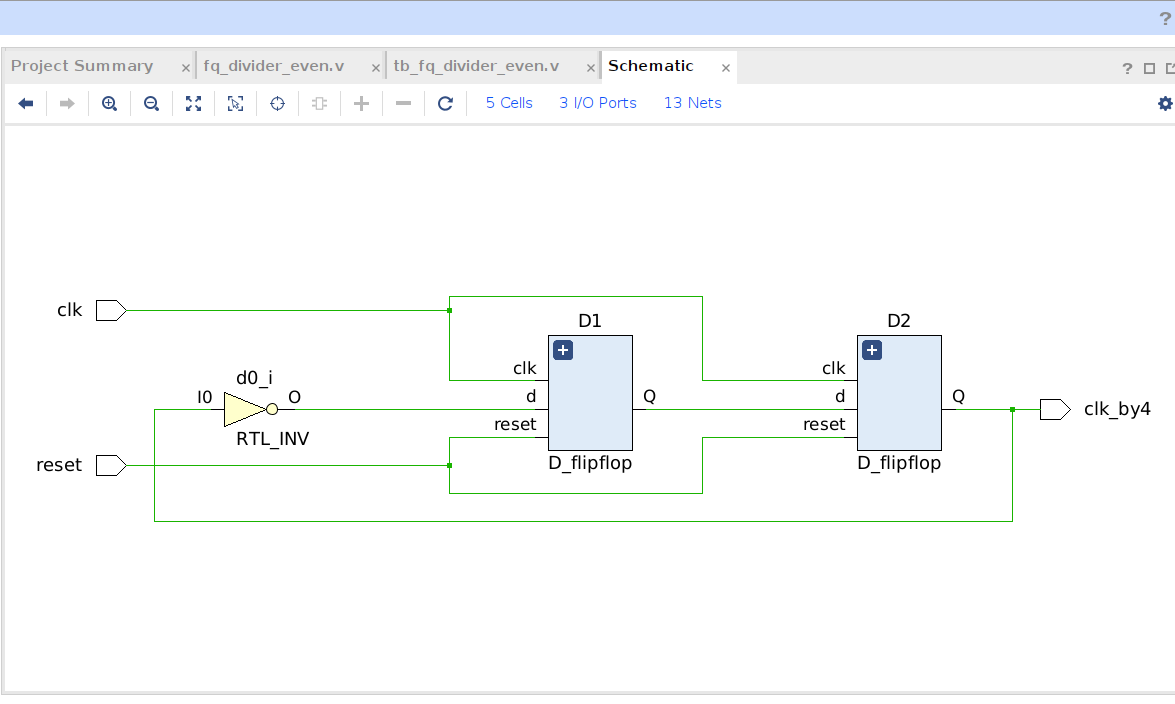 ?
Project Summary × fq_divider_even.v × tb_fq_divider_even.v × Schematic × ?
5 Cells 3 I/O Ports 13 Nets
clk
D1
D2
clk
clk
d0_i
I0
O
d
Q
d
Q
clk_by4
reset
reset
RTL_INV
reset
D_flipflop
D_flipflop